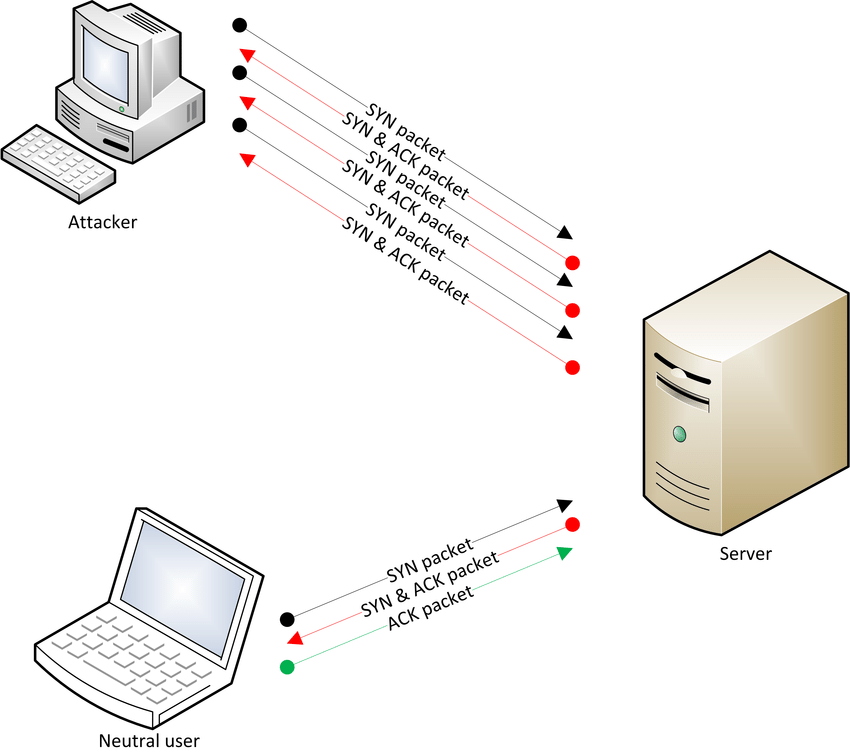 SYN packet
SYN & ACK packet
SYN packet
SYN & ACK packet
SYN packet
SYN & ACK packet
Attacker
Server
SYN packet
SYN & ACK packet
ACK packet
Neutral user